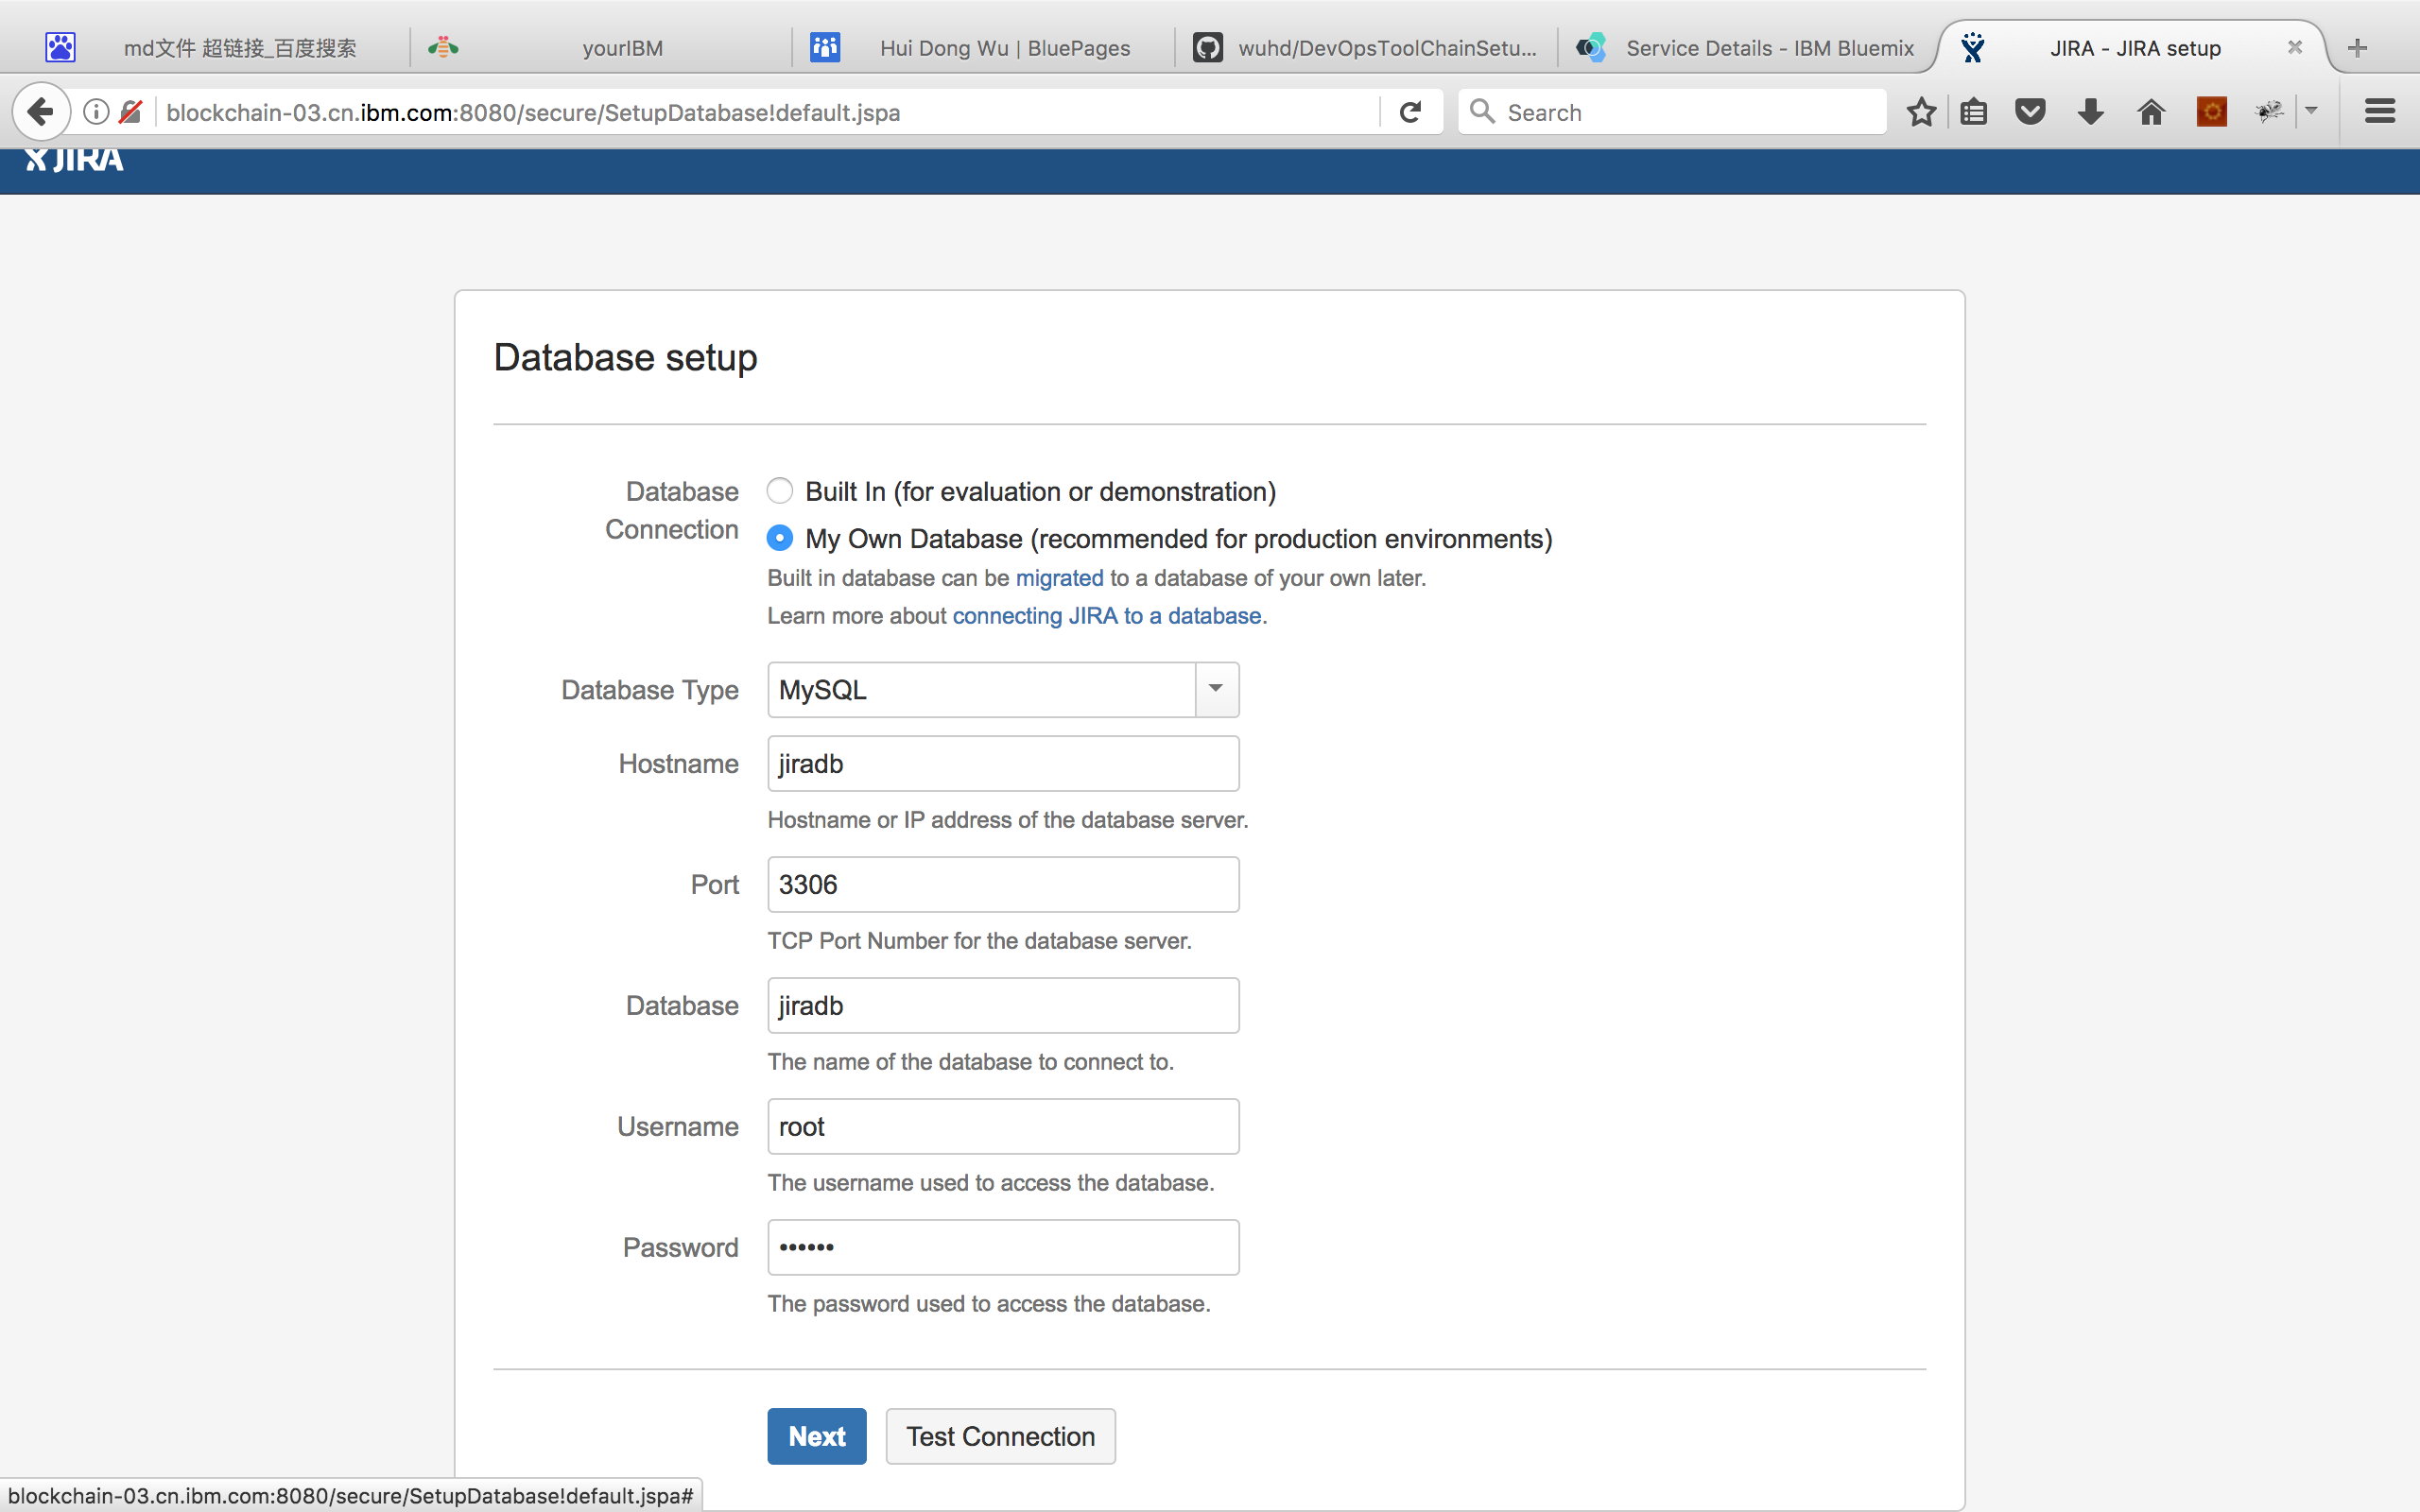 md文件 超链接_百度搜索
yourIBM
Hui Dong Wu | BluePages
wuhd/DevOpsToolChainSetu...
Service Details - IBM Bluemix
JIRA - JIRA setup
blockchain-03.cn.ibm.com:8080/secure/SetupDatabase!default.jspa
Search
JIRA
Database setup
Database Connection
Built In (for evaluation or demonstration)
My Own Database (recommended for production environments)
Built in database can be migrated to a database of your own later.
Learn more about connecting JIRA to a database.
Database Type
MySQL
Hostname
jiradb
Hostname or IP address of the database server.
Port
3306
TCP Port Number for the database server.
Database
jiradb
The name of the database to connect to.
Username
root
The username used to access the database.
Password
••••••
The password used to access the database.
Next
Test Connection
blockchain-03.cn.ibm.com:8080/secure/SetupDatabase!default.jspa#